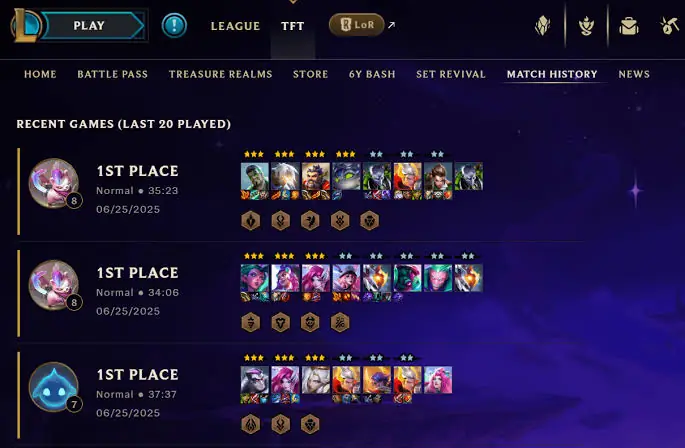 PLAY
LEAGUE
TFT
LoR
HOME
BATTLE PASS
TREASURE REALMS
STORE
6Y BASH
SET REVIVAL
MATCH HISTORY
NEWS
RECENT GAMES (LAST 20 PLAYED)
1ST PLACE
Normal • 35:23
8
06/25/2025
1ST PLACE
Normal • 34:06
8
06/25/2025
1ST PLACE
Normal • 37:37
7
06/25/2025